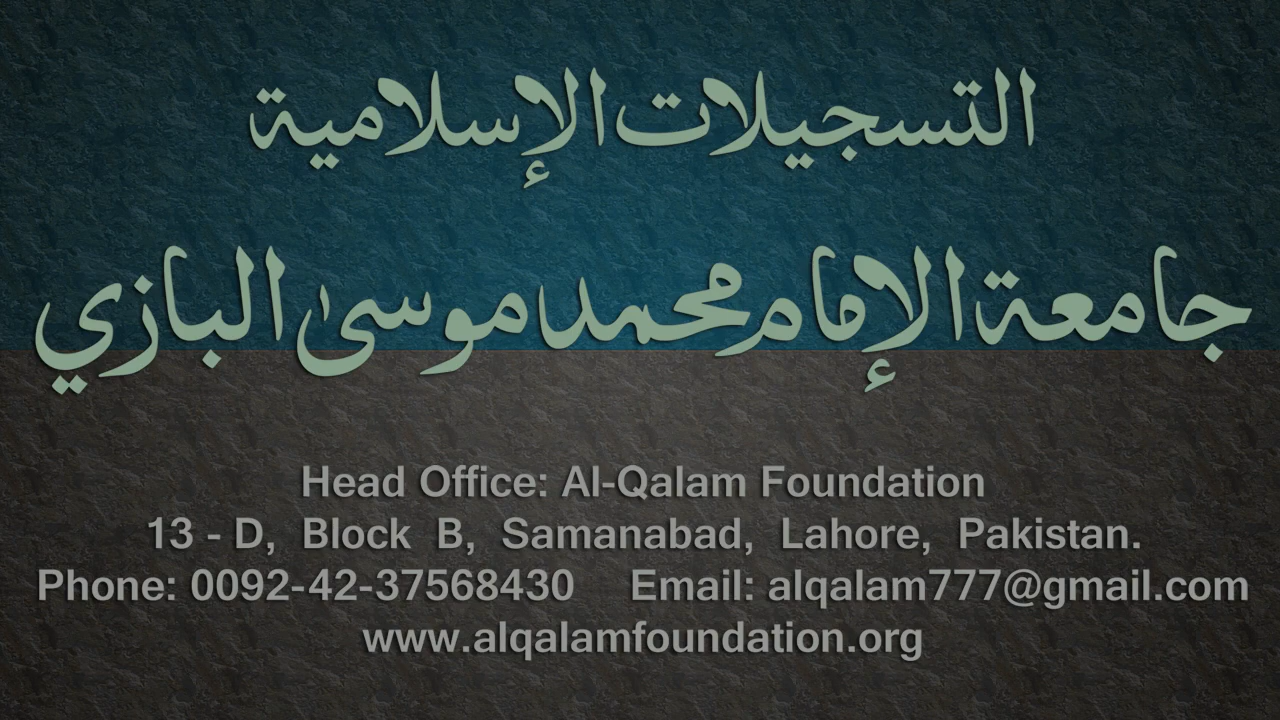 التسجيلات الإسلامية
جامعة الإمام محمد موسىٰ البازي
Head Office: Al-Qalam Foundation
13 - D, Block B, Samanabad, Lahore, Pakistan.
Phone: 0092-42-37568430 Email: alqalam777@gmail.com
www.alqalamfoundation.org